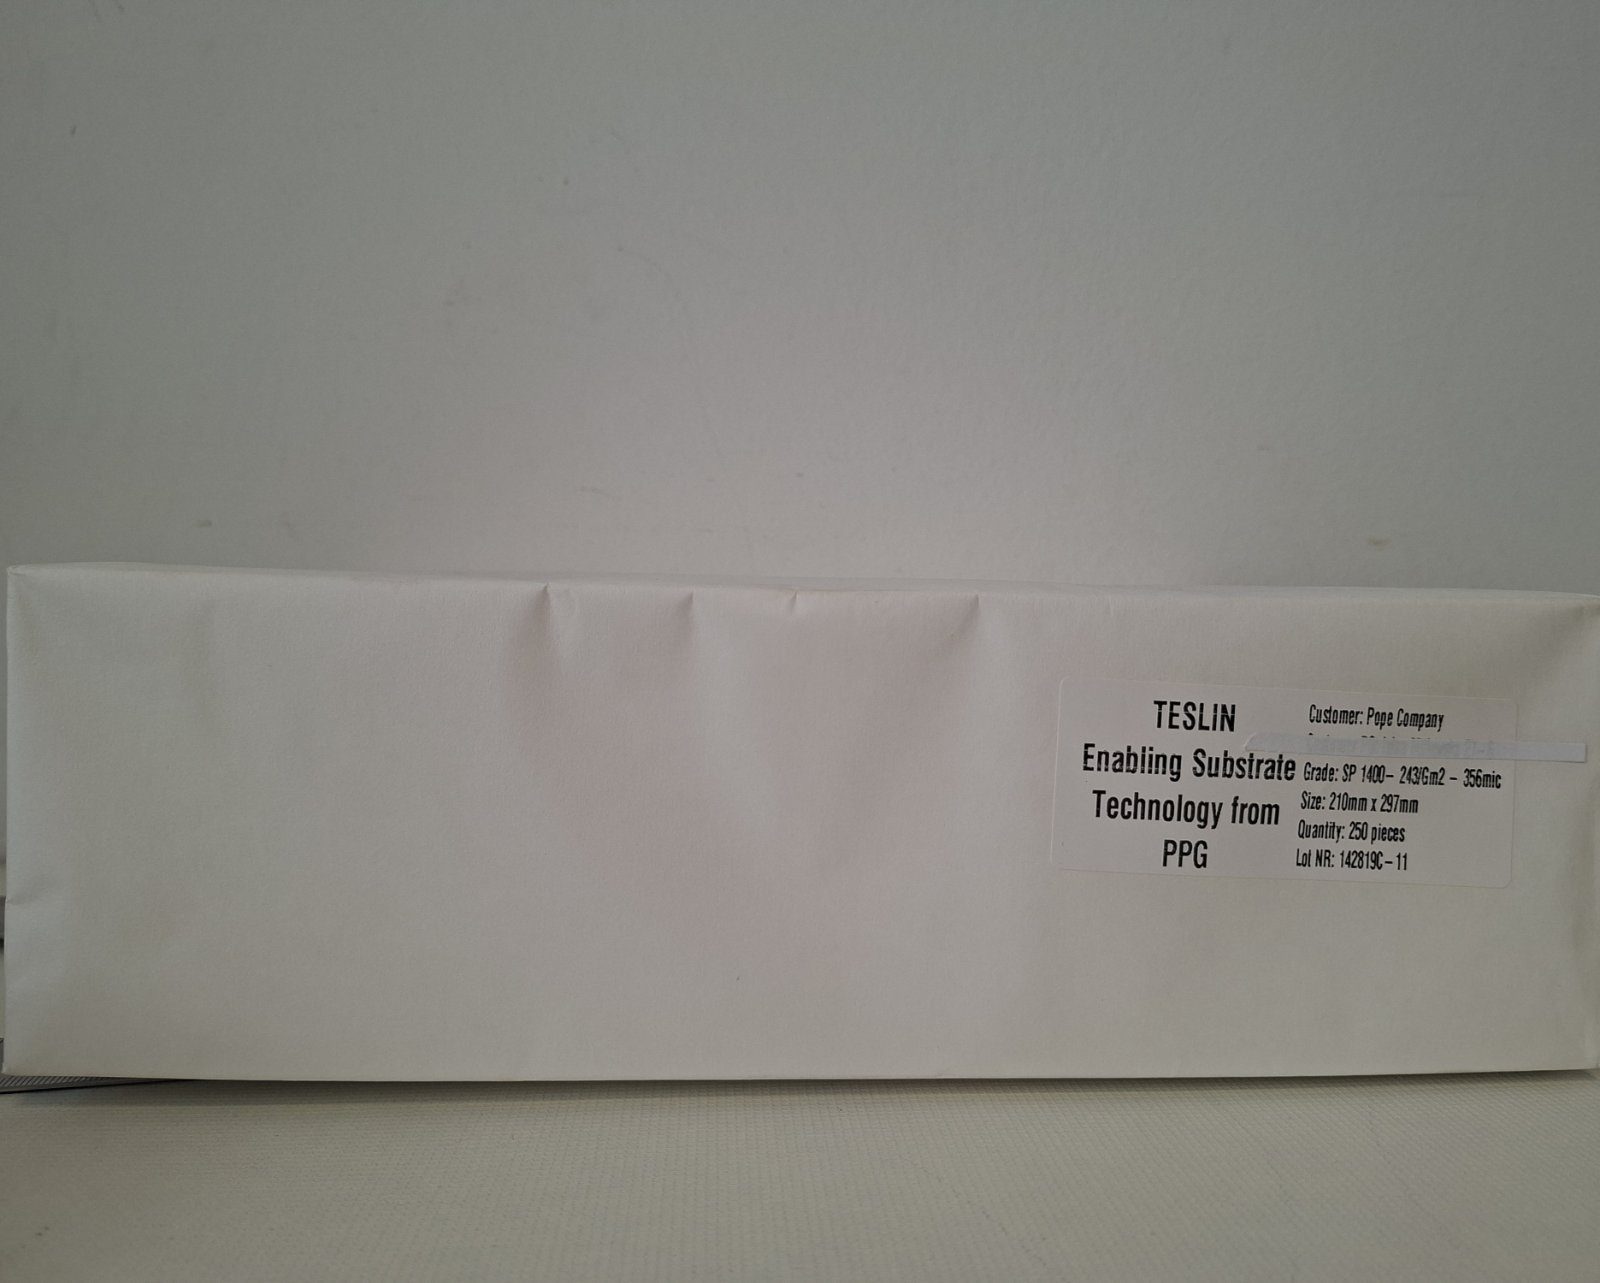 TESLIN
Enabling Substrate
Technology from
PPG
Customer: Pope Company
Grade: SP 1400- 243/Gm2 - 356mic
Size: 210mm x 297mm
Quantity: 250 pieces
Lot NR: 142819C-11